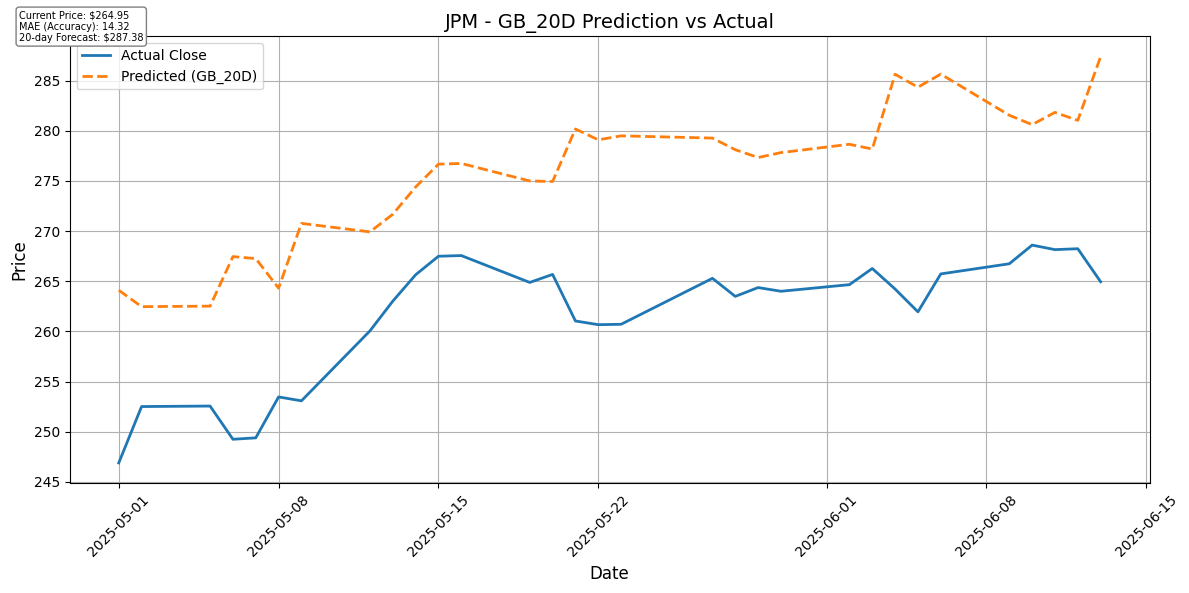 JPM - GB_20D Prediction vs Actual
Current Price: $264.95
MAE (Accuracy): 14.32
20-day Forecast: $287.38
Actual Close
Predicted (GB_20D)
Price
285
280
275
270
265
260
255
250
245
2025-05-01
2025-05-08
2025-05-15
2025-05-22
2025-06-01
2025-06-08
2025-06-15
Date